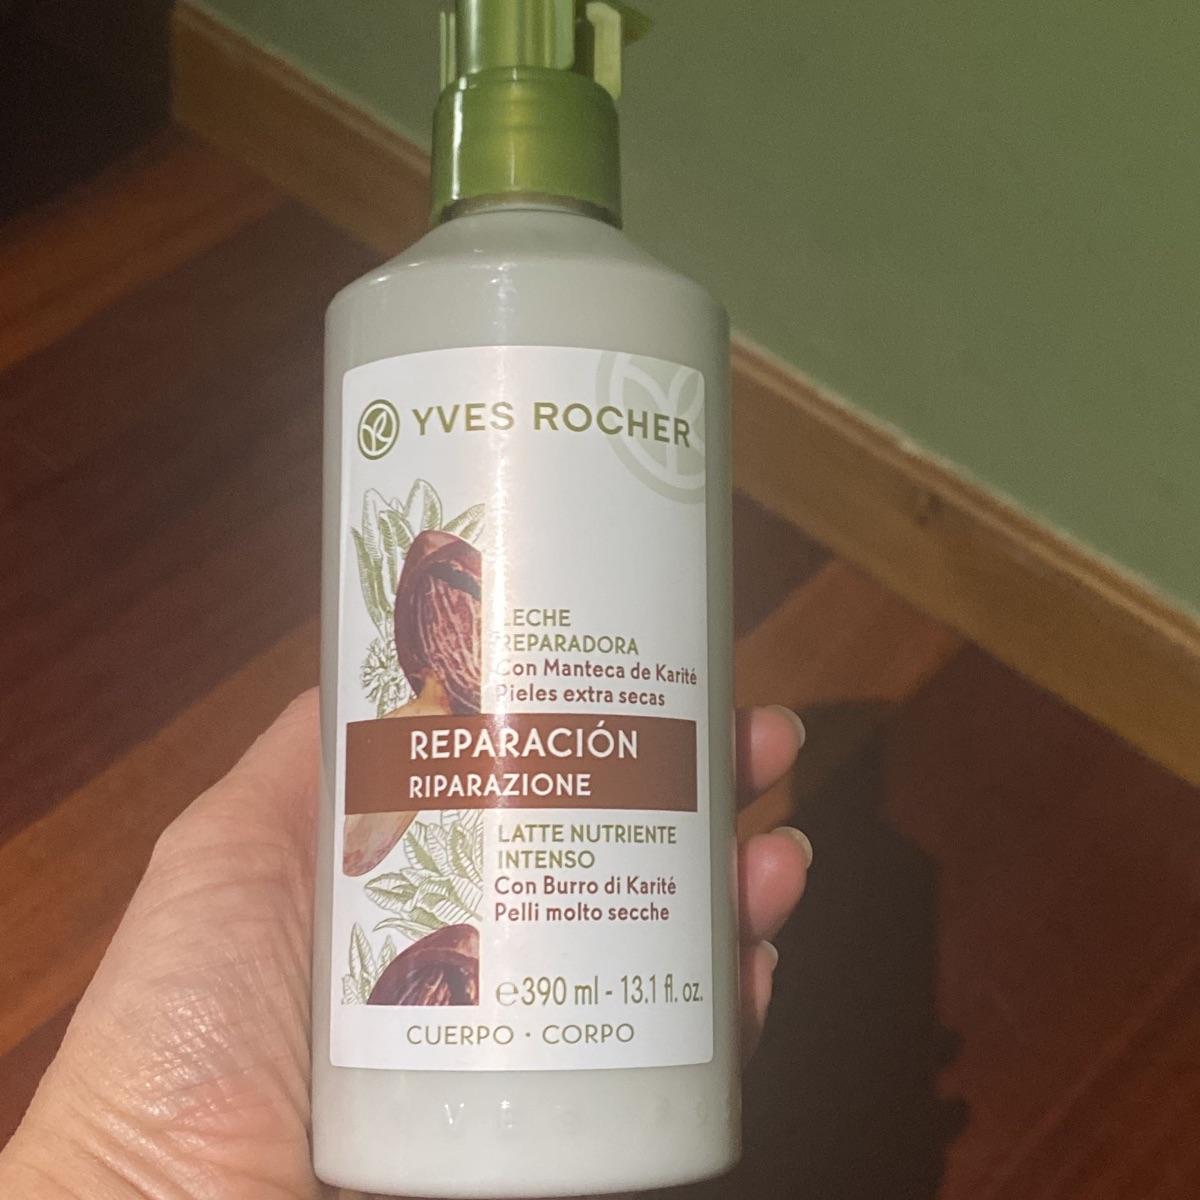 YVES ROCHER
LECHE
REPARADORA
Con Manteca de Karité
Pieles extra secas
REPARACIÓN
RIPARAZIONE
LATTE NUTRIENTE
INTENSO
Con Burro di Karité
Pelli molto secche
℮390 ml - 13.1 fl. oz.
CUERPO · CORPO